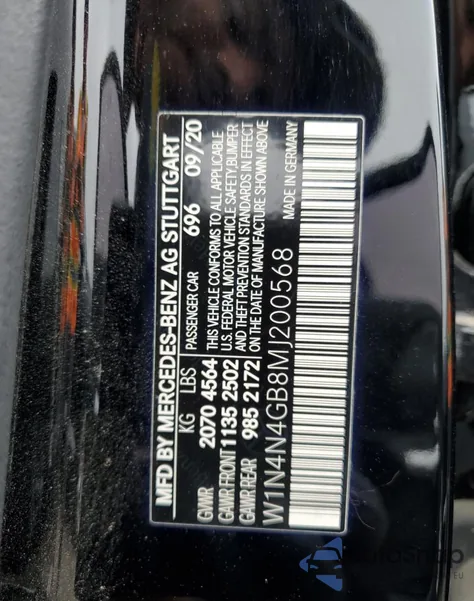 MFD BY MERCEDES-BENZ AG STUTTGART
KG LBS PASSENGER CAR 696 09/20
GVWR 2070 4564 THIS VEHICLE CONFORMS TO ALL APPLICABLE
GAWR FRONT 1135 2502 U.S. FEDERAL MOTOR VEHICLE SAFETY, BUMPER
GAWR REAR 985 2172 AND THEFT PREVENTION STANDARDS IN EFFECT
ON THE DATE OF MANUFACTURE SHOWN ABOVE
W1N4N4GB8MJ200568 MADE IN GERMANY